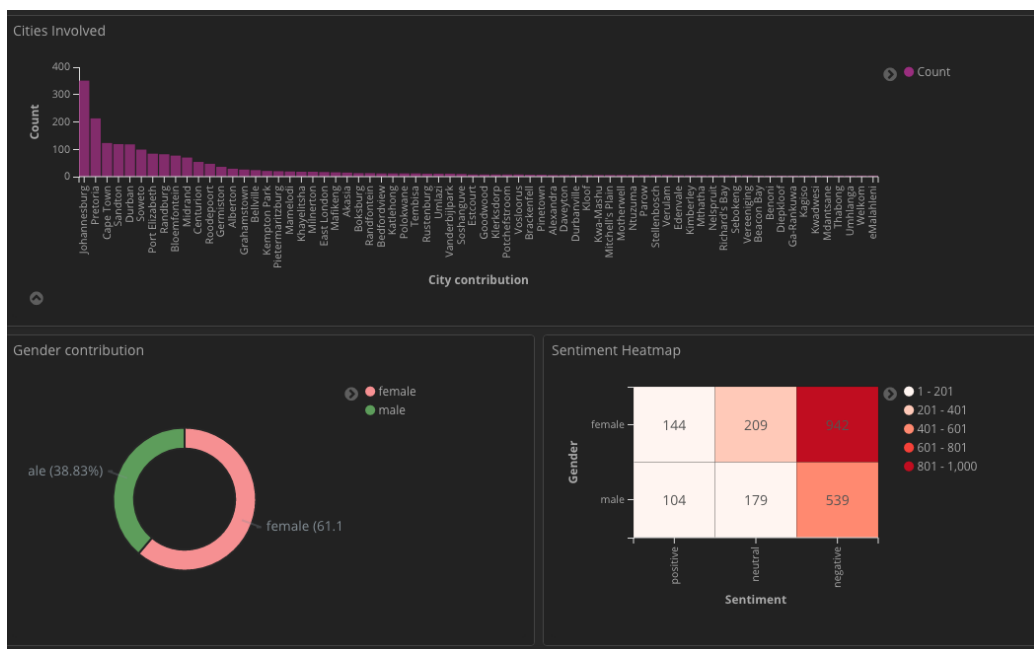 Cities Involved
400
300
200
100
0
Count
Count
Johannesburg
Pretoria
Cape Town
Sandton
Durban
Soweto
Port Elizabeth
Randburg
Bloemfontein
Midrand
Centurion
Roodepoort
Germiston
Alberton
Grahamstown
Bellville
Kempton Park
Pietermaritzburg
Mamelodi
Khayelitsha
Milnerton
East London
Mafikeng
Akasia
Boksburg
Randfontein
Bedfordview
Katlehong
Polokwane
Tembisa
Rustenburg
Umlazi
Vanderbijlpark
Soshanguve
Estcourt
Goodwood
Klerksdorp
Potchefstrooom
Vosloorus
Brackenfell
Pinetown
Alexandra
Daveyton
Durbanville
Kloof
Kwa-Mashu
Mitchell's Plain
Motherwell
Ntuzuma
Parow
Stellenbosch
Verulam
Edenvale
Kimberley
Mthatha
Nelspruit
Richard's Bay
Sebokeng
Vereeniging
Beacon Bay
Benoni
Diepkloof
Ga-Rankuwa
Kagiso
Kwadwesi
Mdantsang
Thabang
Umhlanga
Welkom
eMalahleni
City contribution
Gender contribution
female
male
ale (38.83%)
female (61.1
Sentiment Heatmap
1 - 201
201 - 401
401 - 601
601 - 801
801 - 1,000
Gender
female
144 209 942
male
104 179 539
positive
neutral
negative
Sentiment